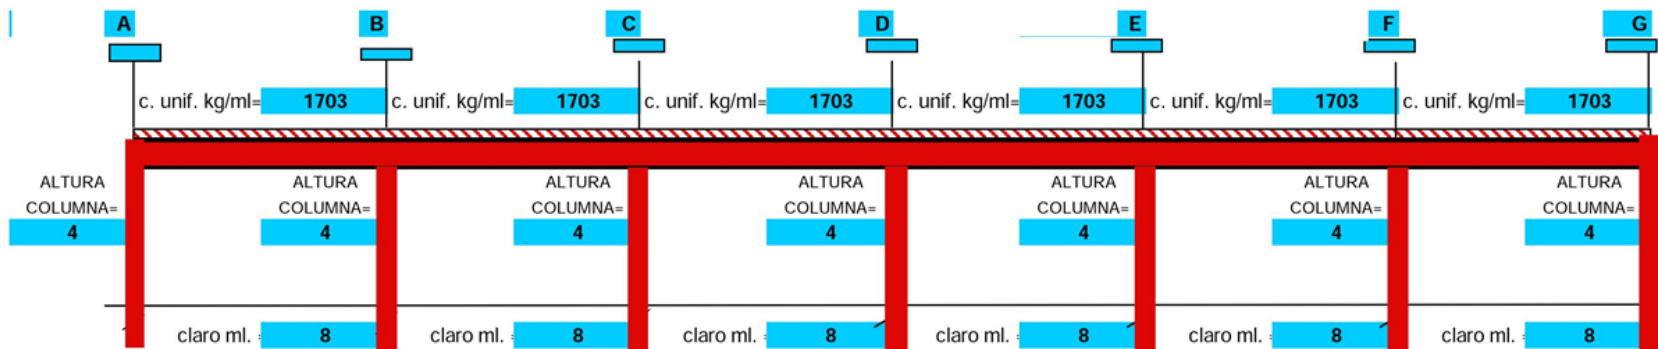 A B C D E F G
c. unif. kg/ml= 1703 c. unif. kg/ml= 1703 c. unif. kg/ml= 1703 c. unif. kg/ml= 1703 c. unif. kg/ml= 1703 c. unif. kg/ml= 1703
ALTURA ALTURA ALTURA ALTURA ALTURA ALTURA ALTURA
COLUMNA= COLUMNA= COLUMNA= COLUMNA= COLUMNA= COLUMNA= COLUMNA=
4 4 4 4 4 4 4
claro ml. 8 claro ml. 8 claro ml. 8 claro ml. 8 claro ml. 8 claro ml. 8